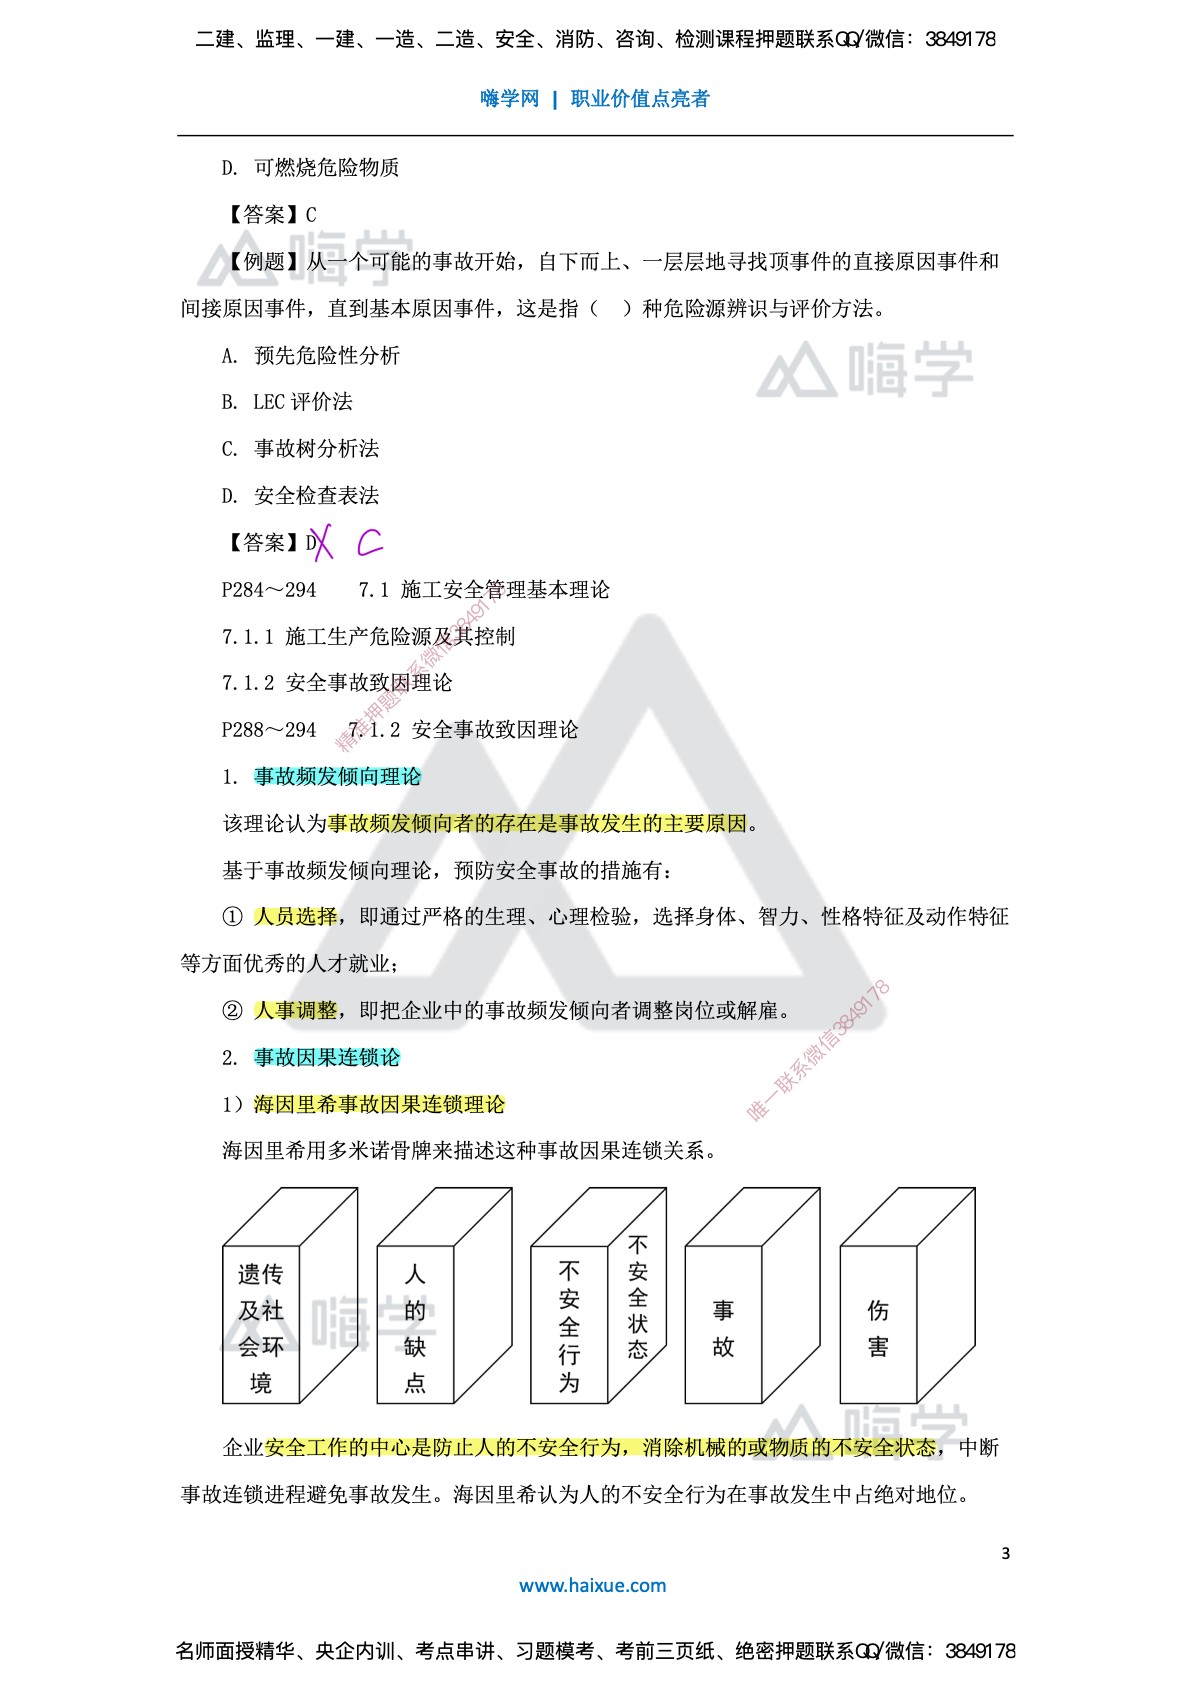 二建、监理、一建、一造、二造、安全、消防、咨询、检测课程押题联系QQ/微信：3849178
嗨学网 | 职业价值点亮者
D. 可燃烧危险物质
【答案】C
嗨学
【例题】从一个可能的事故开始，自下而上、一层层地寻找顶事件的直接原因事件和
间接原因事件，直到基本原因事件，这是指（ ）种危险源辨识与评价方法。
A. 预先危险性分析
嗨学
B. LEC 评价法
C. 事故树分析法
D. 安全检查表法
【答案】D X C
P284～294 7.1 施工安全管理基本理论
7.1.1 施工生产危险源及其控制
7.1.2 安全事故致因理论
精准押题联系微信3849178
P288～294 7.1.2 安全事故致因理论
1. 事故频发倾向理论
该理论认为事故频发倾向者的存在是事故发生的主要原因。
基于事故频发倾向理论，预防安全事故的措施有：
① 人员选择，即通过严格的生理、心理检验，选择身体、智力、性格特征及动作特征
等方面优秀的人才就业；
② 人事调整，即把企业中的事故频发倾向者调整岗位或解雇。
2. 事故因果连锁论
唯一联系微信3849178
1）海因里希事故因果连锁理论
海因里希用多米诺骨牌来描述这种事故因果连锁关系。
遗传
及社
会环
境
人的缺点
不安全行为
不安全状态
事故
伤害
嗨学
嗨学
企业安全工作的中心是防止人的不安全行为，消除机械的或物质的不安全状态，中断
事故连锁进程避免事故发生。海因里希认为人的不安全行为在事故发生中占绝对地位。
3
www.haixue.com
名师面授精华、央企内训、考点串讲、习题模考、考前三页纸、绝密押题联系QQ/微信：3849178